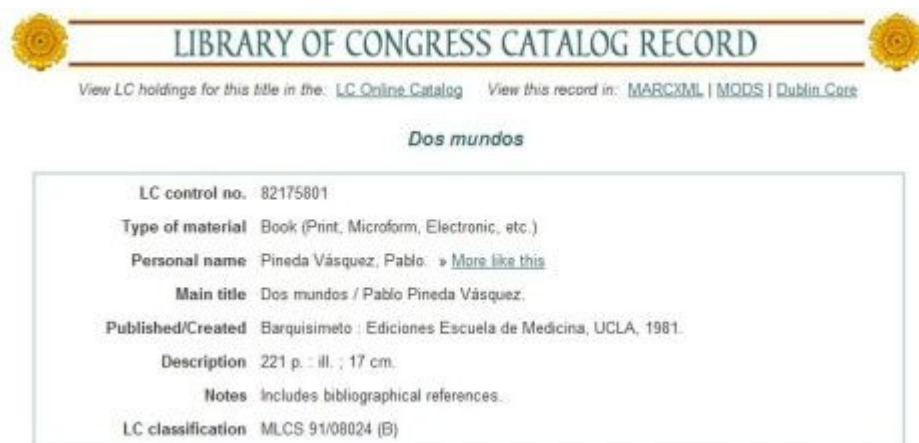 LIBRARY OF CONGRESS CATALOG RECORD
View LC holdings for this title in the: LC Online Catalog View this record in: MARCXML | MODS | Dublin Core
Dos mundos
LC control no. 82175801
Type of material Book (Print, Microform, Electronic, etc.)
Personal name Pineda Vásquez, Pablo. » More like this
Main title Dos mundos / Pablo Pineda Vásquez.
Published/Created Barquisimeto : Ediciones Escuela de Medicina, UCLA, 1981.
Description 221 p. : ill. ; 17 cm.
Notes Includes bibliographical references.
LC classification MLCS 91/08024 (B)